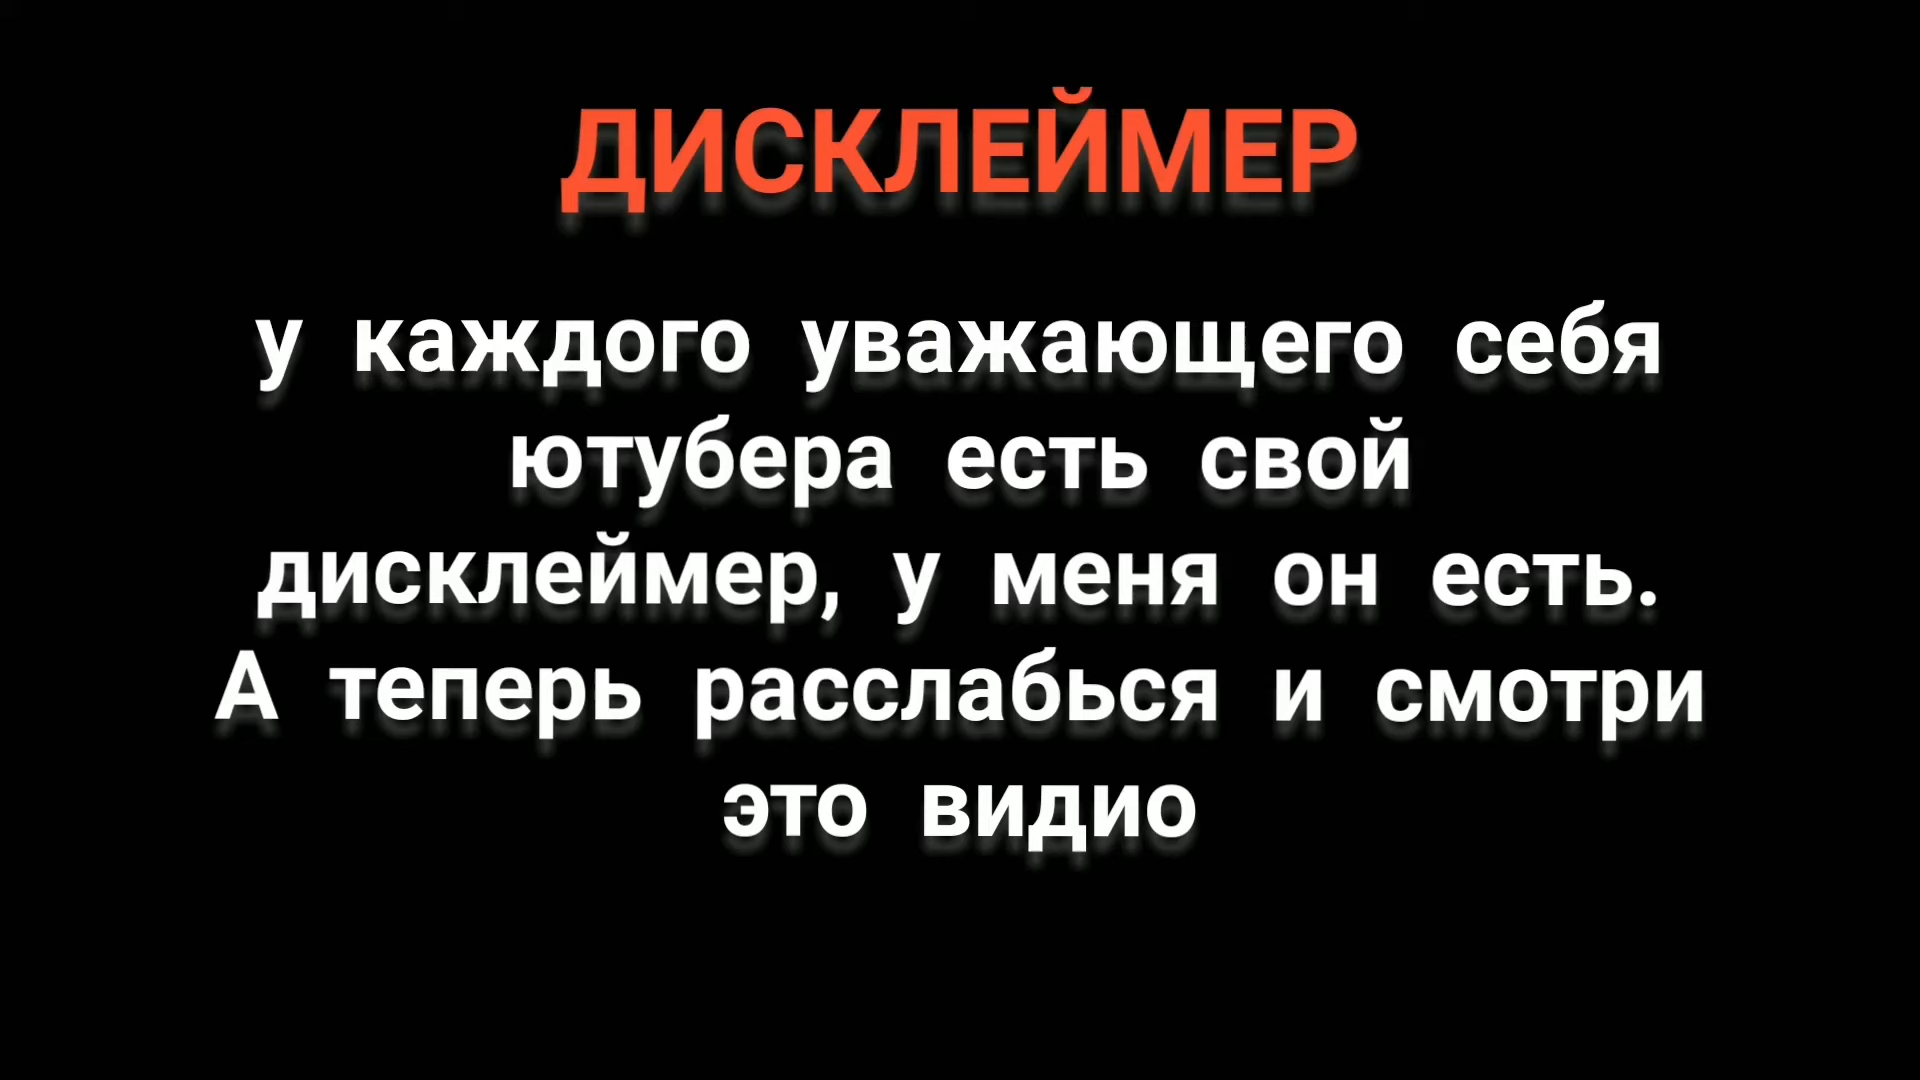 ДИСКЛЕЙМЕР
у каждого уважающего себя
ютубера есть свой
дисклеймер, у меня он есть.
А теперь расслабься и смотри
это видио